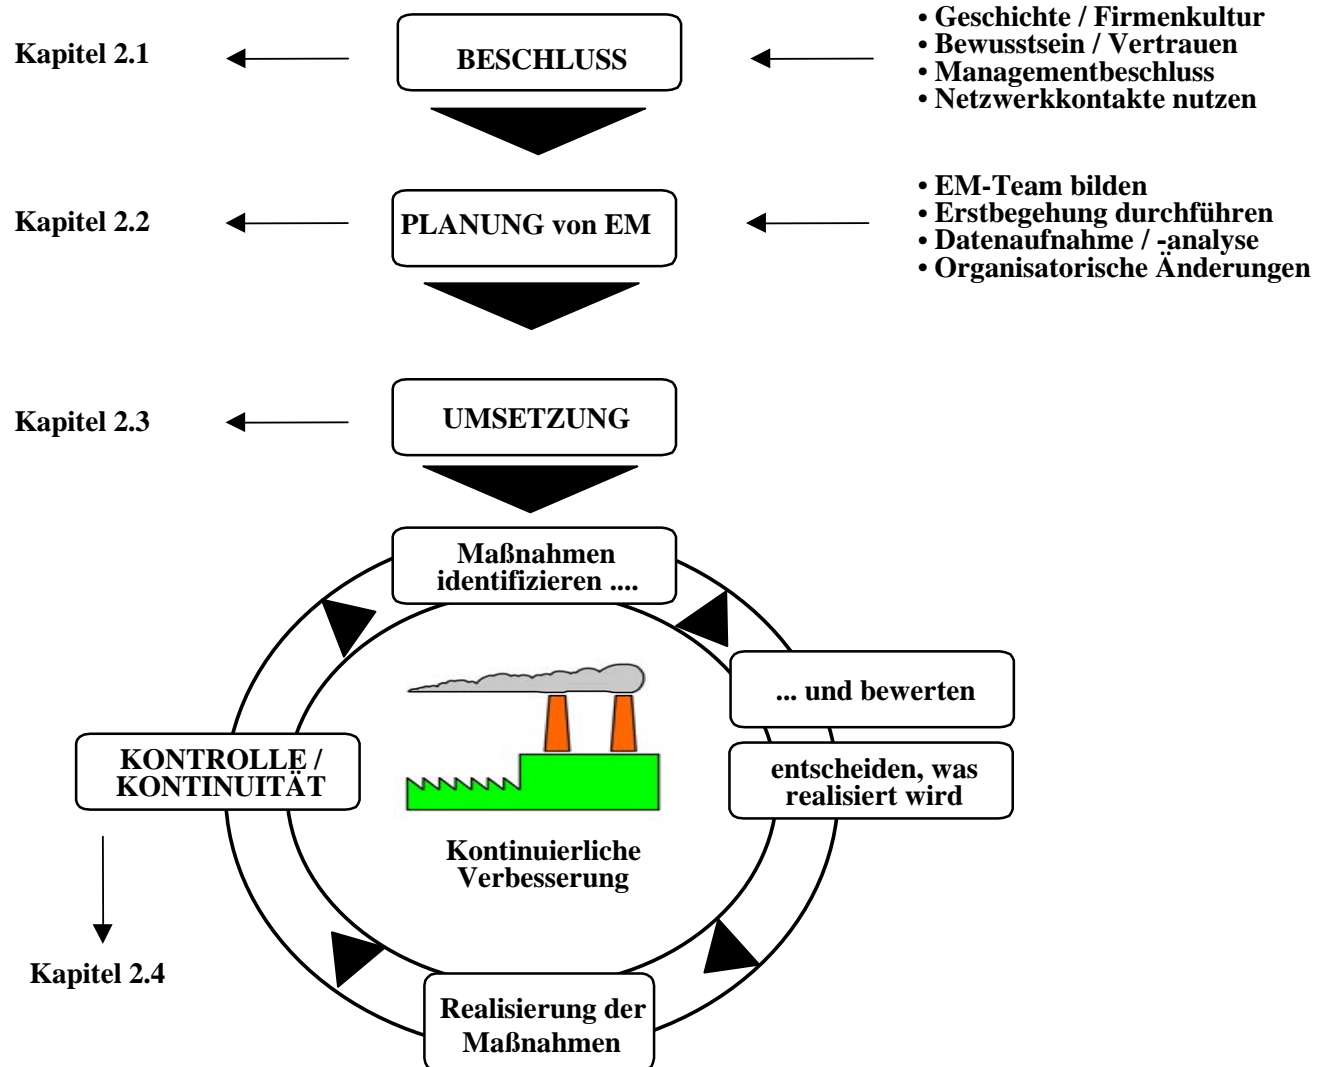 Kapitel 2.1
BESCHLUSS
• Geschichte / Firmenkultur
• Bewusstsein / Vertrauen
• Managementbeschluss
• Netzwerkkontakte nutzen
Kapitel 2.2
PLANUNG von EM
• EM-Team bilden
• Erstbegehung durchführen
• Datenaufnahme / -analyse
• Organisatorische Änderungen
Kapitel 2.3
UMSETZUNG
Maßnahmen
identifizieren ....
... und bewerten
entscheiden, was
realisiert wird
KONTROLLE /
KONTINUITÄT
Kontinuierliche
Verbesserung
Kapitel 2.4
Realisierung der
Maßnahmen